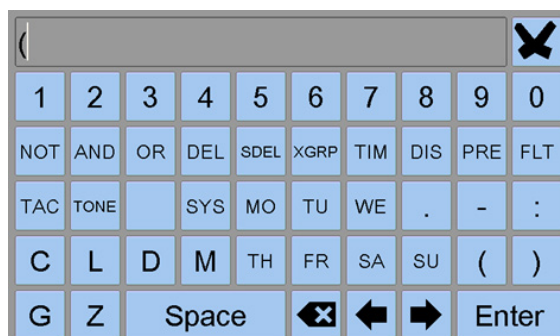 (
1 2 3 4 5 6 7 8 9 0
NOT AND OR DEL SDEL XGRP TIM DIS PRE FLT
TAC TONE SYS MO TU WE . - :
C L D M TH FR SA SU ( )
G Z Space Enter